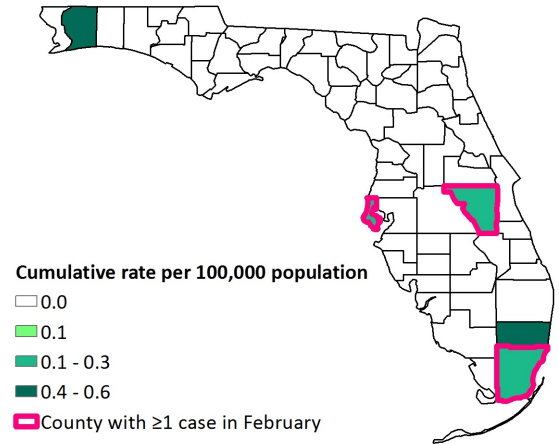 Cumulative rate per 100,000 population
0.0
0.1
0.1 - 0.3
0.4 - 0.6
County with ≥1 case in February